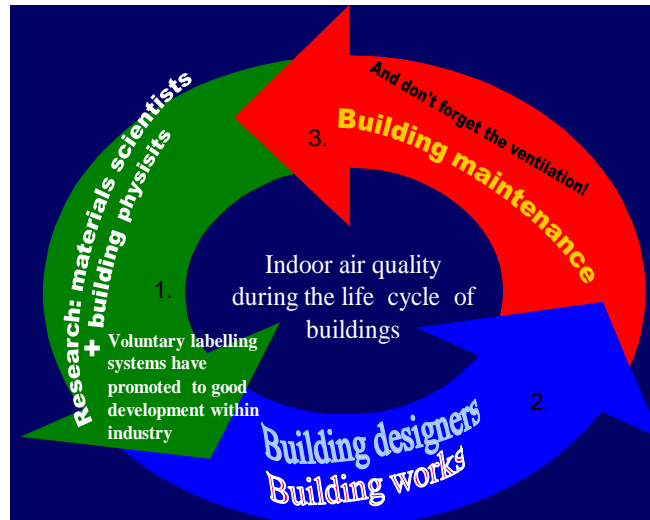 Research: materials scientists
+ building physisits
1.
Voluntary labelling
systems have
promoted to good
development within
industry
2.
Building designers
Building works
3.
And don't forget the ventilation!
Building maintenance
Indoor air quality
during the life cycle of
buildings